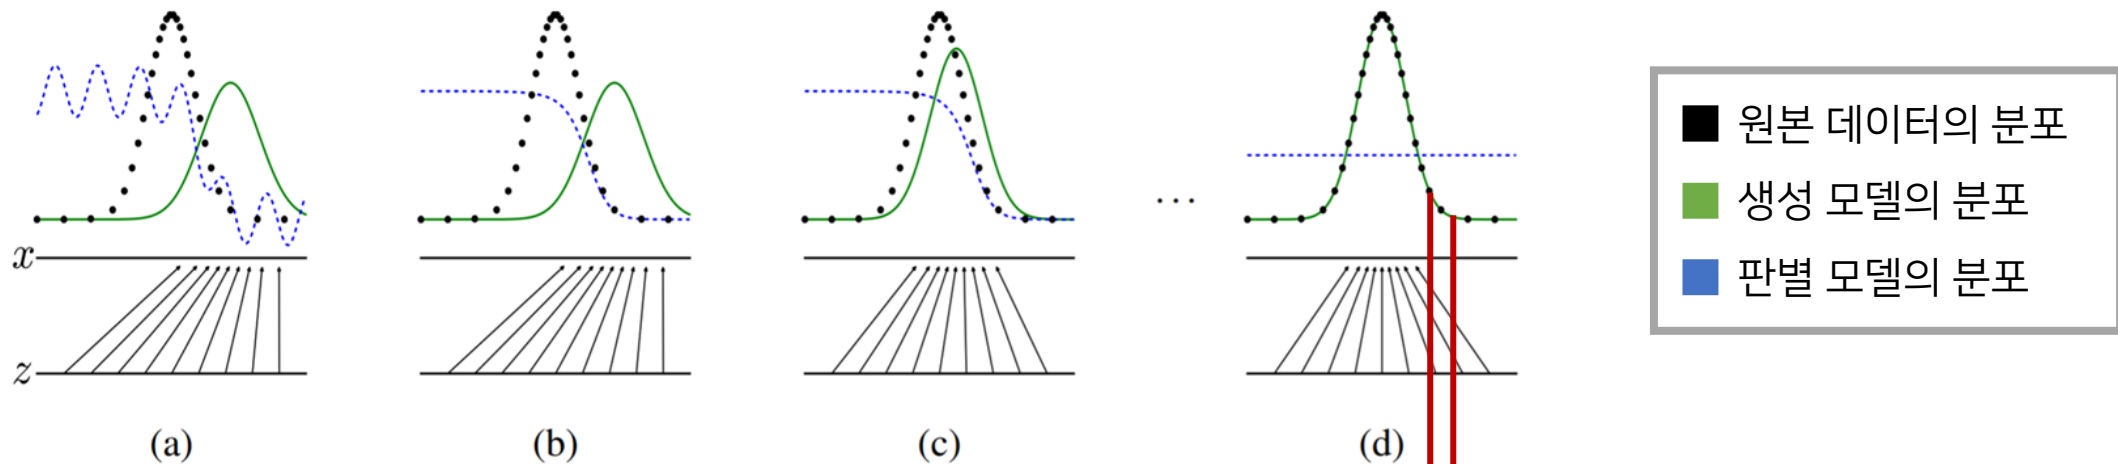 원본 데이터의 분포
생성 모델의 분포
판별 모델의 분포
...
x
z
(a) (b) (c) (d)